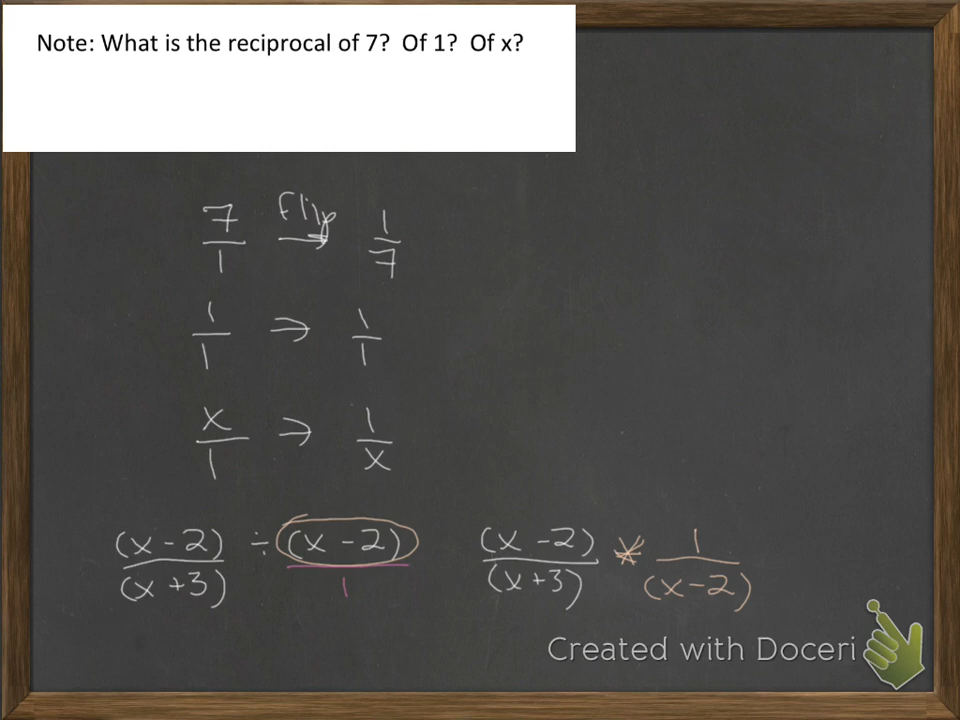 Note: What is the reciprocal of 7? Of 1? Of x?
7/1 flip → 1/7
1/1 ⇒ 1/1
x/1 ⇒ 1/x
(x - 2)/(x + 3) ÷ (x - 2)/1 (x - 2)/(x + 3) * 1/(x - 2)
Created with Doceri